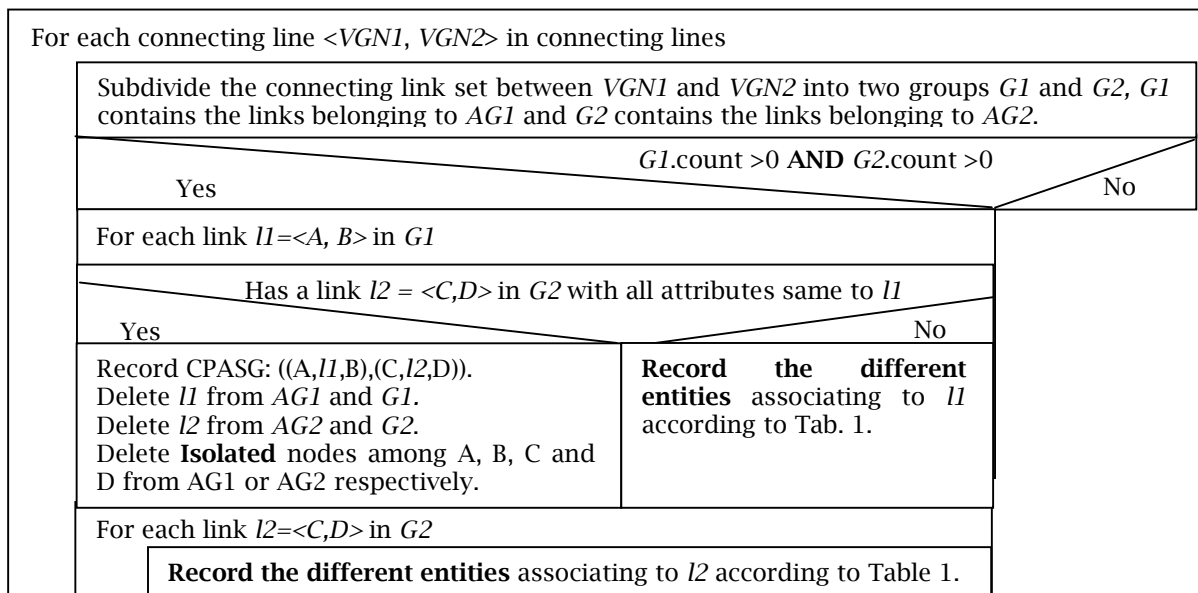 For each connecting line <VGN1, VGN2> in connecting lines
Subdivide the connecting link set between VGN1 and VGN2 into two groups G1 and G2, G1
contains the links belonging to AG1 and G2 contains the links belonging to AG2.
G1.count >0 AND G2.count >0
Yes
No
For each link l1=<A, B> in G1
Has a link l2 = <C,D> in G2 with all attributes same to l1
Yes
No
Record CPASG: ((A,l1,B),(C,l2,D)).
Delete l1 from AG1 and G1.
Delete l2 from AG2 and G2.
Delete Isolated nodes among A, B, C and
D from AG1 or AG2 respectively.
Record the different
entities associating to l1
according to Tab. 1.
For each link l2=<C,D> in G2
Record the different entities associating to l2 according to Table 1.